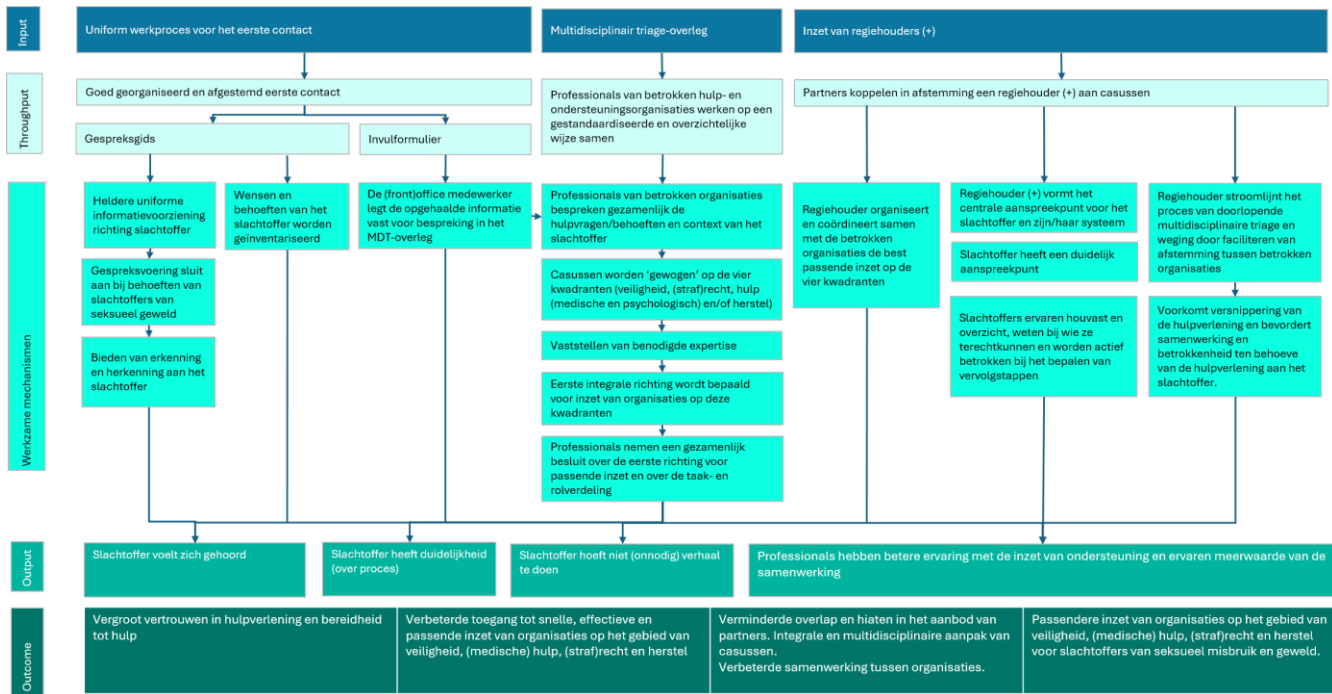 Input
Uniform werkproces voor het eerste contact
Multidisciplinair triage-overleg
Inzet van regiehouders (+)
Throughput
Goed georganiseerd en afgestemd eerste contact
Professionals van betrokken hulp- en
ondersteuningsorganisaties werken op een
gestandaardiseerde en overzichtelijke
wijze samen
Partners koppelen in afstemming een regiehouder (+) aan casussen
Gespreksgids
Invulformulier
Werkzame mechanismen
Heldere uniforme
informatievoorziening
richting slachtoffer
Gespreksvoering sluit
aan bij behoeften van
slachtoffers van
seksueel geweld
Bieden van erkenning
en herkenning aan het
slachtoffer
Wensen en
behoeften van het
slachtoffer worden
geïnventariseerd
De (front)office medewerker
legt de opgehaalde informatie
vast voor bespreking in het
MDT-overleg
Professionals van betrokken organisaties
bespreken gezamenlijk de
hulpvragen/behoeften en context van het
slachtoffer
Casussen worden ‘gewogen’ op de vier
kwadranten (veiligheid, (straf)recht, hulp
(medische en psychologisch) en/of herstel)
Vaststellen van benodigde expertise
Eerste integrale richting wordt bepaald
voor inzet van organisaties op deze
kwadranten
Professionals nemen een gezamenlijk
besluit over de eerste richting voor
passende inzet en over de taak- en
rolverdeling
Regiehouder organiseert
en coördineert samen
met de betrokken
organisaties de best
passende inzet op de
vier kwadranten
Regiehouder (+) vormt het
centrale aanspreekpunt voor het
slachtoffer en zijn/haar systeem
Slachtoffer heeft een duidelijk
aanspreekpunt
Slachtoffers ervaren houvast en
overzicht, weten bij wie ze
terechtkunnen en worden actief
betrokken bij het bepalen van
vervolgstappen
Regiehouder stroomlijnt het
proces van doorlopende
multidisciplinaire triage en
weging door faciliteren van
afstemming tussen betrokken
organisaties
Voorkomt versnippering van
de hulpverlening en bevordert
samenwerking en
betrokkenheid ten behoeve
van de hulpverlening aan het
slachtoffer.
Output
Slachtoffer voelt zich gehoord
Slachtoffer heeft duidelijkheid
(over proces)
Slachtoffer hoeft niet (onnodig) verhaal
te doen
Professionals hebben betere ervaring met de inzet van ondersteuning en ervaren meerwaarde van de
samenwerking
Outcome
Vergroot vertrouwen in hulpverlening en bereidheid
tot hulp
Verbeterde toegang tot snelle, effectieve en
passende inzet van organisaties op het gebied van
veiligheid, (medische) hulp, (straf)recht en herstel
Verminderde overlap en hiaten in het aanbod van
partners. Integrale en multidisciplinaire aanpak van
casussen.
Verbeterde samenwerking tussen organisaties.
Passendere inzet van organisaties op het gebied van
veiligheid, (medische) hulp, (straf)recht en herstel
voor slachtoffers van seksueel misbruik en geweld.